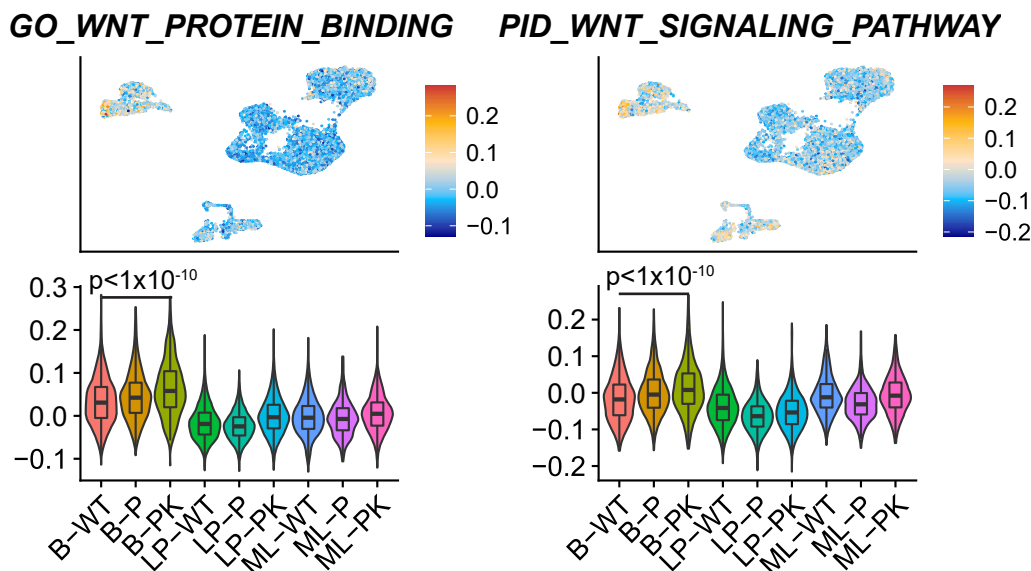 GO_WNT_PROTEIN_BINDING
0.2
0.1
0.0
−0.1
p<1x10-10
0.3
0.2
0.1
0.0
−0.1
B−WT
B−P
B−PK
LP−WT
LP−P
LP−PK
ML−WT
ML−P
ML−PK
PID_WNT_SIGNALING_PATHWAY
0.2
0.1
0.0
−0.1
−0.2
p<1x10-10
0.2
0.1
0.0
−0.1
−0.2
B−WT
B−P
B−PK
LP−WT
LP−P
LP−PK
ML−WT
ML−P
ML−PK